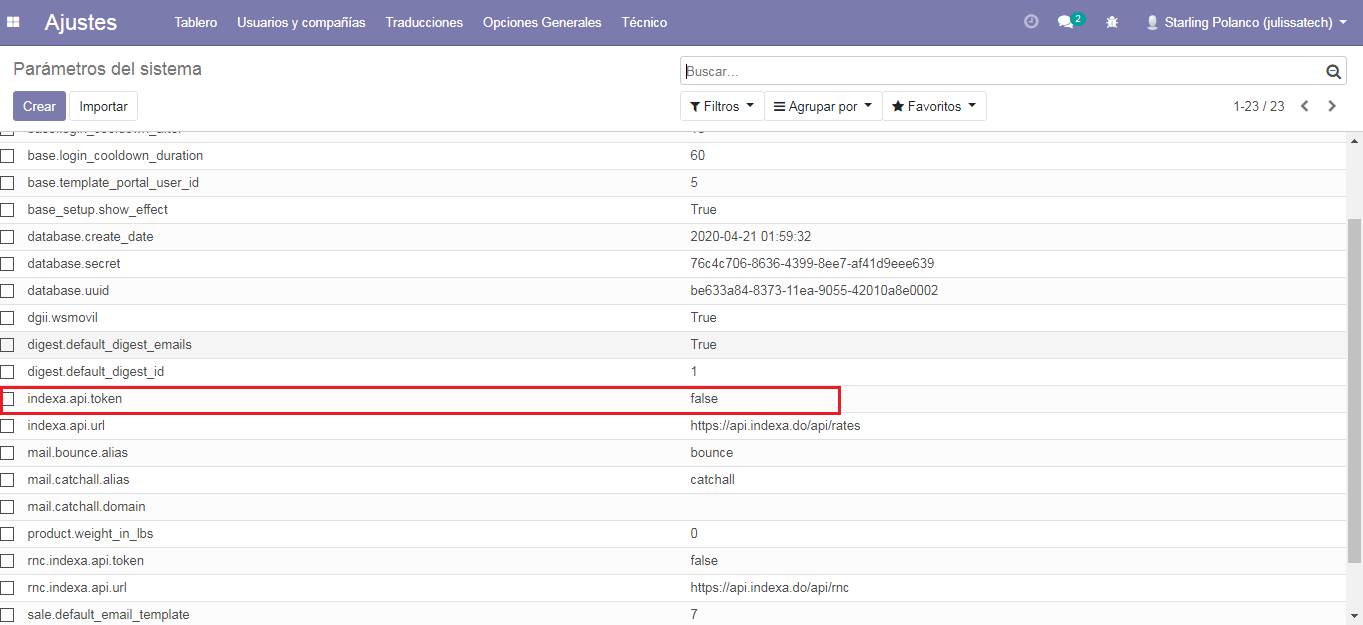 Ajustes Tablero Usuarios y compañías Traducciones Opciones Generales Técnico 2 Starling Polanco (julissatech)
Parámetros del sistema Buscar...
Crear Importar Filtros Agrupar por Favoritos 1-23 / 23
base.login_cooldown_duration 60
base.template_portal_user_id 5
base_setup.show_effect True
database.create_date 2020-04-21 01:59:32
database.secret 76c4c706-8636-4399-8ee7-af41d9eee639
database.uuid be633a84-8373-11ea-9055-42010a8e0002
dgii.wsmovil True
digest.default_digest_emails True
digest.default_digest_id 1
indexa.api.token false
indexa.api.url https://api.indexa.do/api/rates
mail.bounce.alias bounce
mail.catchall.alias catchall
mail.catchall.domain
product.weight_in_lbs 0
rnc.indexa.api.token false
rnc.indexa.api.url https://api.indexa.do/api/rnc
sale.default_email_template 7